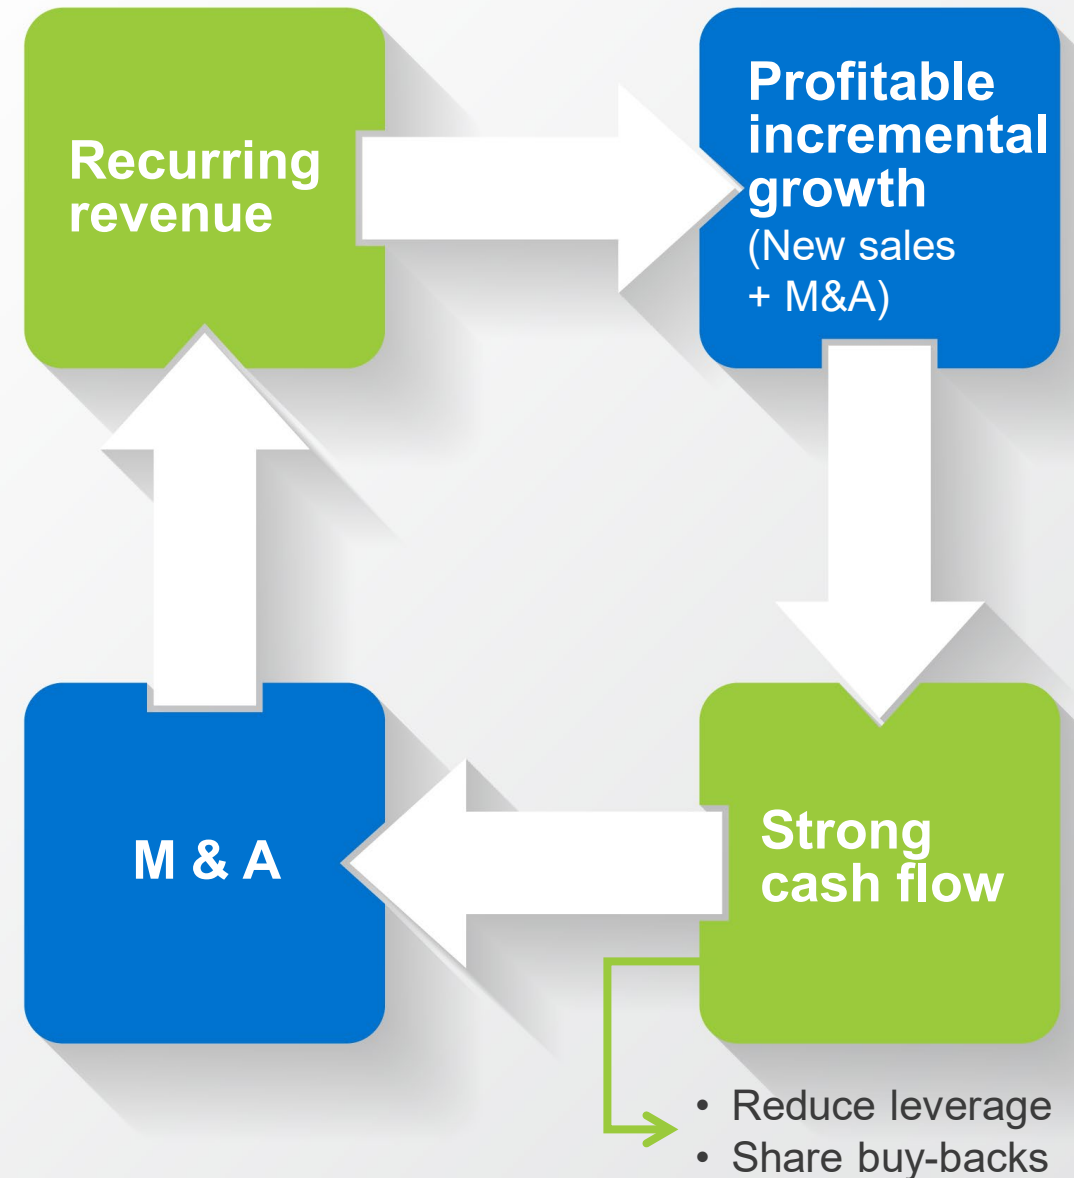 Recurring
revenue
Profitable
incremental
growth
(New sales
+ M&A)
M & A
Strong
cash flow
• Reduce leverage
• Share buy-backs